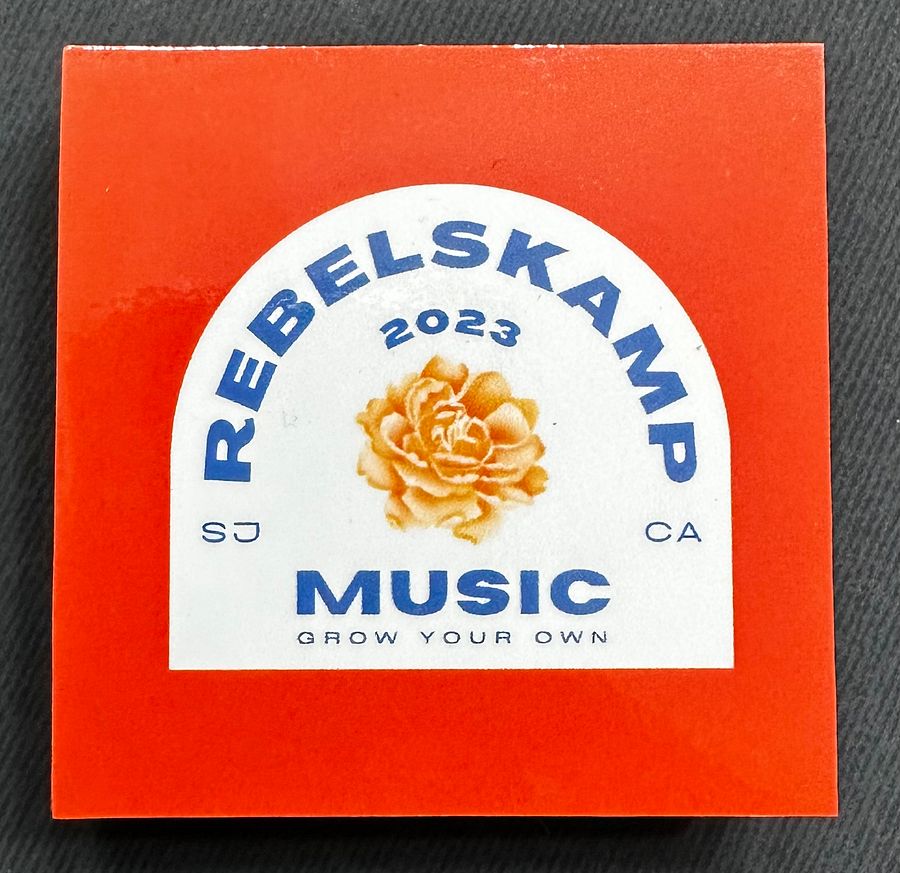 REBELSKAMP
2023
SJ CA
MUSIC
GROW YOUR OWN